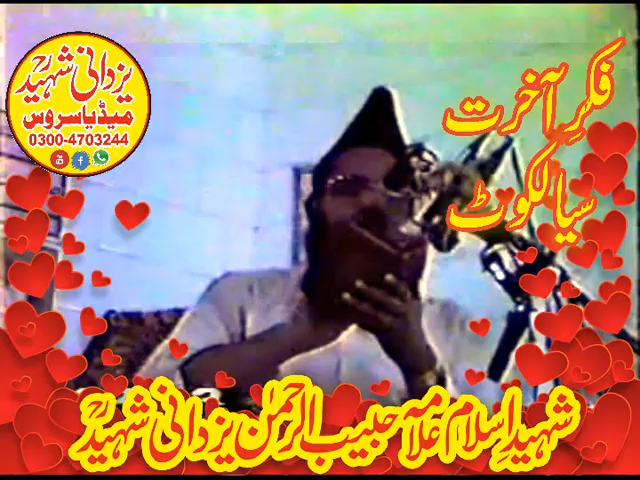 یزدانی شہیدؒ
میڈیا سروس
0300-4703244
فکرِ آخرت
سیالکوٹ
شہیدِ اسلام علامہ حبیب الرحمٰن یزدانی شہیدؒ